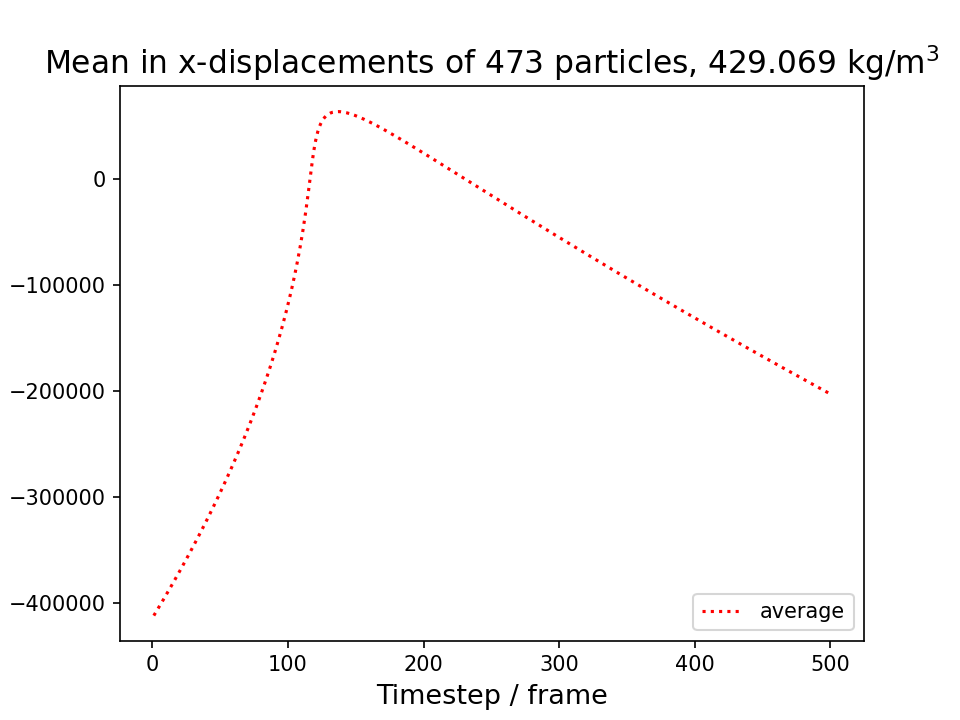 Mean in x-displacements of 473 particles, 429.069 kg/m³
0
−100000
−200000
−300000
−400000
average
0 100 200 300 400 500
Timestep / frame